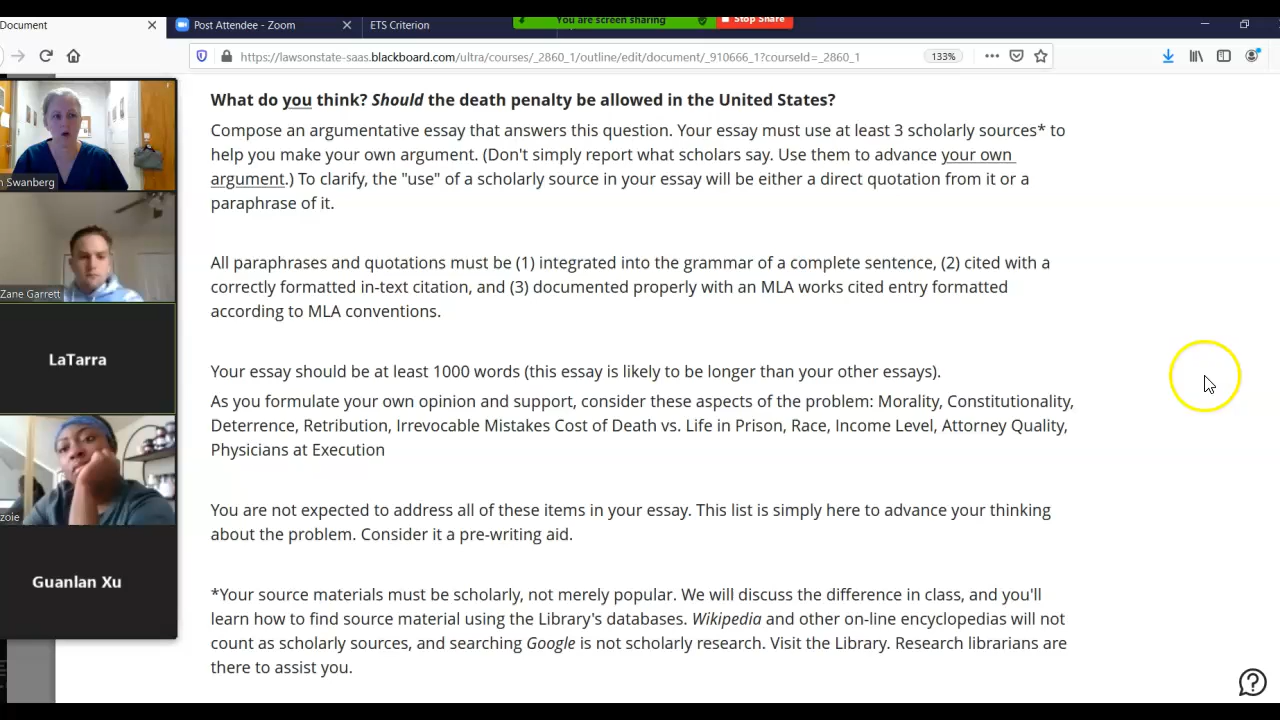 Document
Post Attendee - Zoom
ETS Criterion
You are screen sharing
Stop Share
https://lawsonstate-saas.blackboard.com/ultra/courses/_2860_1/outline/edit/document/_910666_1?courseId=_2860_1
133%
What do you think? Should the death penalty be allowed in the United States?
Compose an argumentative essay that answers this question. Your essay must use at least 3 scholarly sources* to
help you make your own argument. (Don't simply report what scholars say. Use them to advance your own
argument.) To clarify, the "use" of a scholarly source in your essay will be either a direct quotation from it or a
paraphrase of it.
All paraphrases and quotations must be (1) integrated into the grammar of a complete sentence, (2) cited with a
correctly formatted in-text citation, and (3) documented properly with an MLA works cited entry formatted
according to MLA conventions.
Your essay should be at least 1000 words (this essay is likely to be longer than your other essays).
As you formulate your own opinion and support, consider these aspects of the problem: Morality, Constitutionality,
Deterrence, Retribution, Irrevocable Mistakes Cost of Death vs. Life in Prison, Race, Income Level, Attorney Quality,
Physicians at Execution
You are not expected to address all of these items in your essay. This list is simply here to advance your thinking
about the problem. Consider it a pre-writing aid.
*Your source materials must be scholarly, not merely popular. We will discuss the difference in class, and you'll
learn how to find source material using the Library's databases. Wikipedia and other on-line encyclopedias will not
count as scholarly sources, and searching Google is not scholarly research. Visit the Library. Research librarians are
there to assist you.
n Swanberg
Zane Garrett
LaTarra
zoie
Guanlan Xu